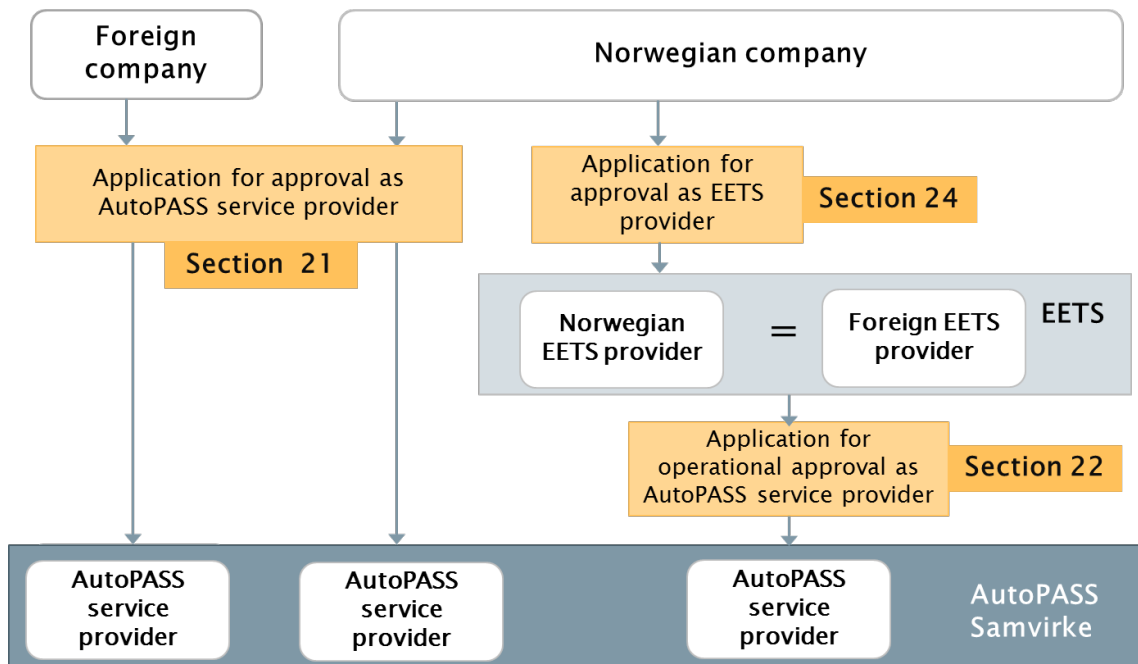 Foreign
company
Norwegian company
Application for approval as
AutoPASS service provider
Section 21
Application for
approval as EETS
provider
Section 24
Norwegian
EETS provider
=
Foreign EETS
provider
EETS
Application for
operational approval as
AutoPASS service provider
Section 22
AutoPASS
service
provider
AutoPASS
service
provider
AutoPASS
service
provider
AutoPASS
Samvirke